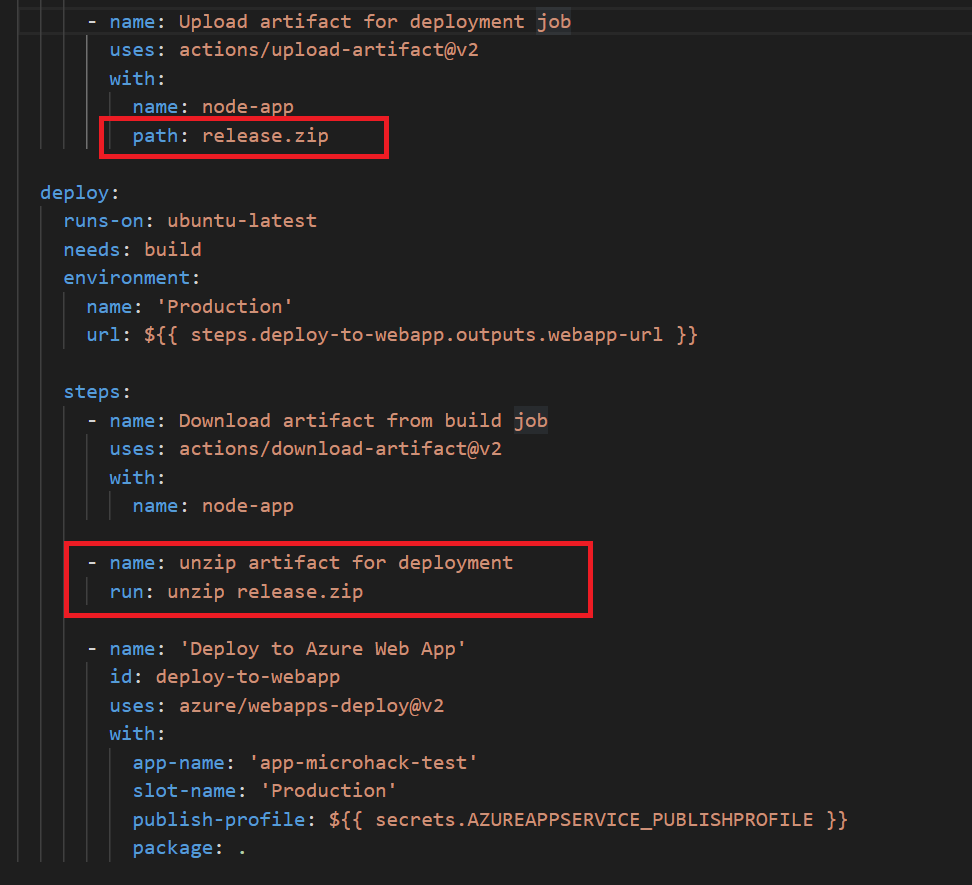 - name: Upload artifact for deployment job
uses: actions/upload-artifact@v2
with:
name: node-app
path: release.zip
deploy:
runs-on: ubuntu-latest
needs: build
environment:
name: 'Production'
url: ${{ steps.deploy-to-webapp.outputs.webapp-url }}
steps:
- name: Download artifact from build job
uses: actions/download-artifact@v2
with:
name: node-app
- name: unzip artifact for deployment
run: unzip release.zip
- name: 'Deploy to Azure Web App'
id: deploy-to-webapp
uses: azure/webapps-deploy@v2
with:
app-name: 'app-microhack-test'
slot-name: 'Production'
publish-profile: ${{ secrets.AZUREAPPSERVICE_PUBLISHPROFILE }}
package: .